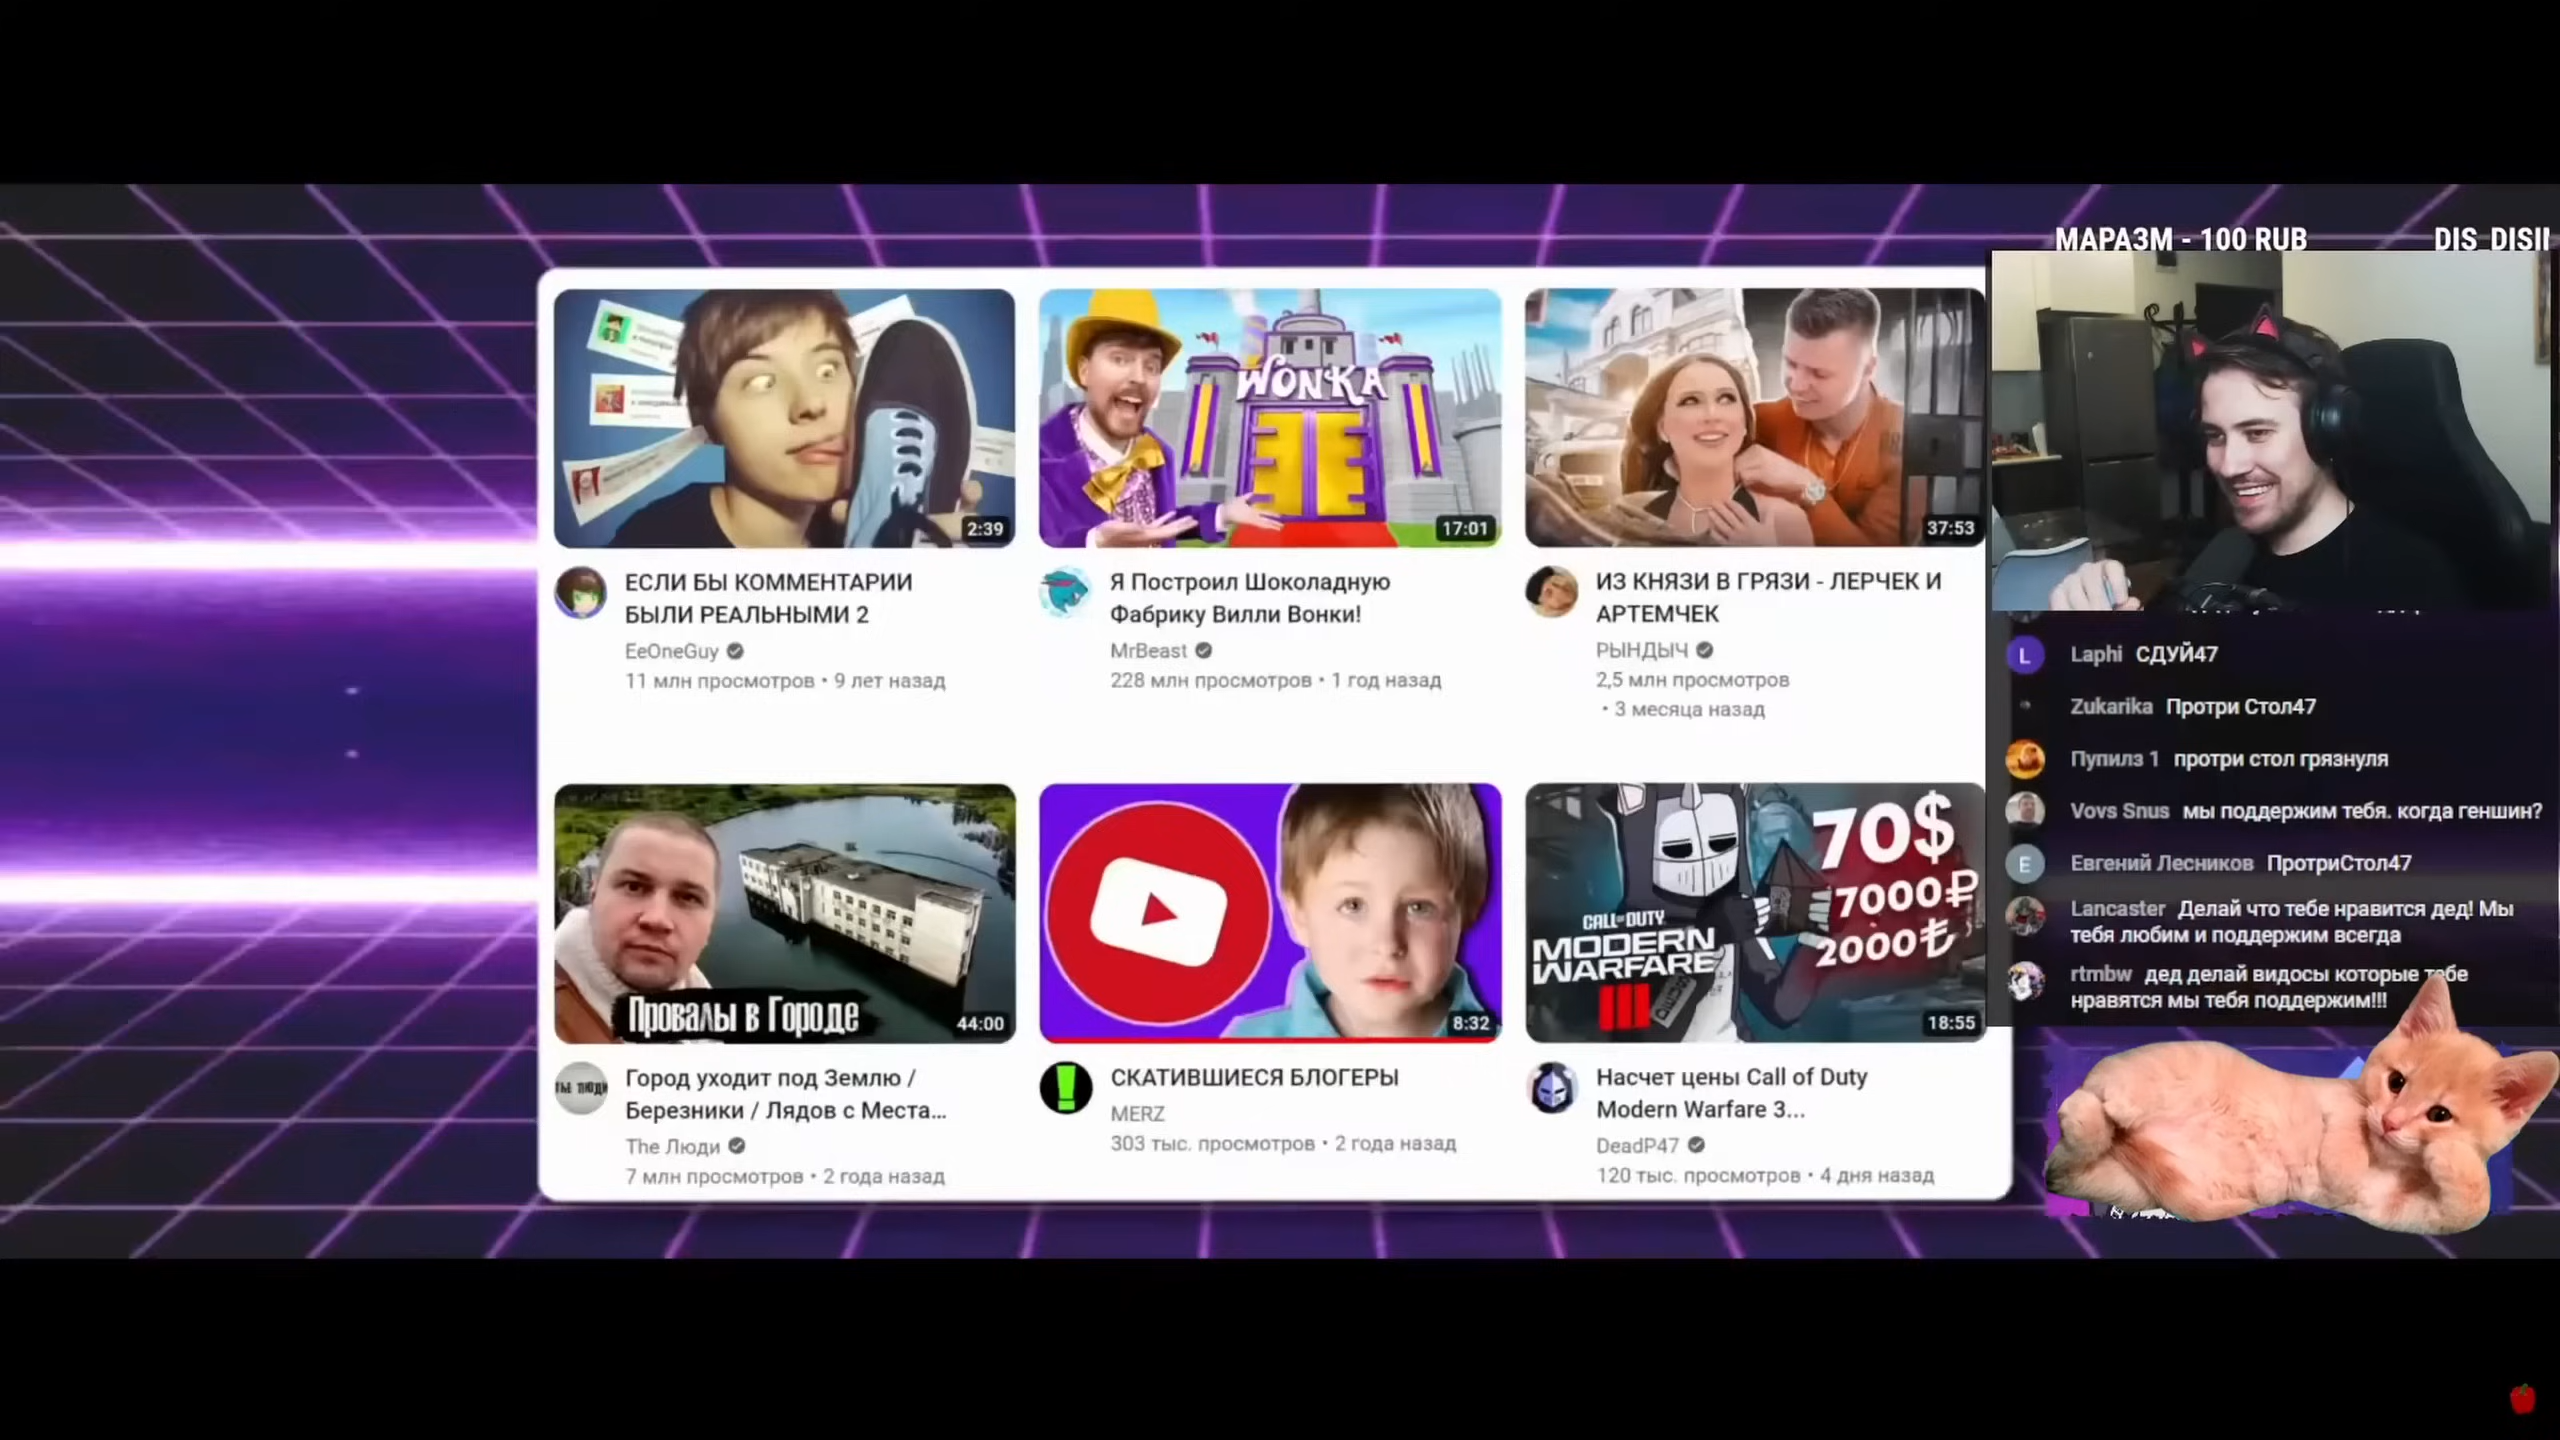 МАРАЗМ - 100 RUB
DIS_DISII
WONKA
2:39
17:01
37:53
ЕСЛИ БЫ КОММЕНТАРИИ
БЫЛИ РЕАЛЬНЫМИ 2
EeOneGuy
11 млн просмотров • 9 лет назад
Я Построил Шоколадную
Фабрику Вилли Вонки!
MrBeast
228 млн просмотров • 1 год назад
ИЗ КНЯЗИ В ГРЯЗИ - ЛЕРЧЕК И
АРТЕМЧЕК
РЫНДЫЧ
2,5 млн просмотров
• 3 месяца назад
Провалы в Городе
44:00
8:32
70$
7000₽
2000₺
CALL OF DUTY
MODERN
WARFARE
III
18:55
ТНЕ ЛЮДИ
Город уходит под Землю /
Березники / Лядов с Места...
The Люди
7 млн просмотров • 2 года назад
СКАТИВШИЕСЯ БЛОГЕРЫ
MERZ
303 тыс. просмотров • 2 года назад
Насчет цены Call of Duty
Modern Warfare 3...
DeadP47
120 тыс. просмотров • 4 дня назад
L
Laphi СДУЙ47
Zukarika Протри Стол47
Пупилз 1 протри стол грязнуля
Vovs Snus мы поддержим тебя. когда геншин?
Е
Евгений Лесников ПротриСтол47
Lancaster Делай что тебе нравится дед! Мы
тебя любим и поддержим всегда
rtmbw дед делай видосы которые тебе
нравятся мы тебя поддержим!!!